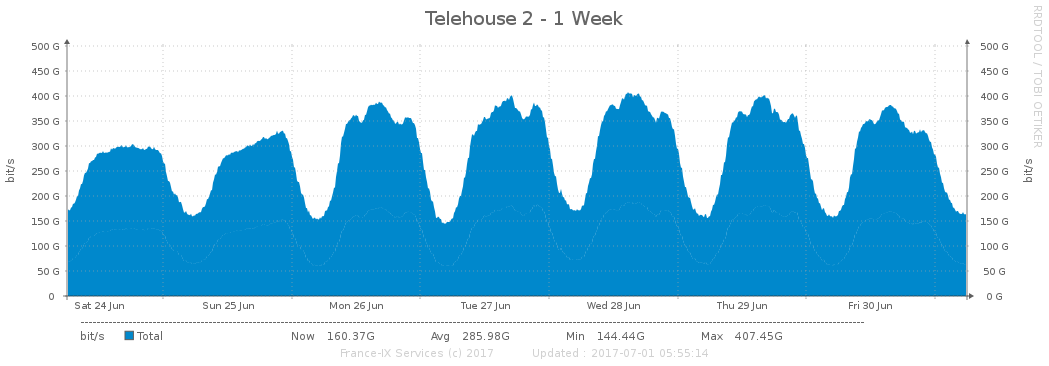 Telehouse 2 - 1 Week
RRDTOOL / TOBI OETIKER
500 G 500 G
450 G 450 G
400 G 400 G
350 G 350 G
300 G 300 G
250 G 250 G
200 G 200 G
150 G 150 G
100 G 100 G
50 G 50 G
0 0 G
bit/s bit/s
Sat 24 Jun Sun 25 Jun Mon 26 Jun Tue 27 Jun Wed 28 Jun Thu 29 Jun Fri 30 Jun
bit/s Total Now 160.37G Avg 285.98G Min 144.44G Max 407.45G
France-IX Services (c) 2017 Updated : 2017-07-01 05:55:14